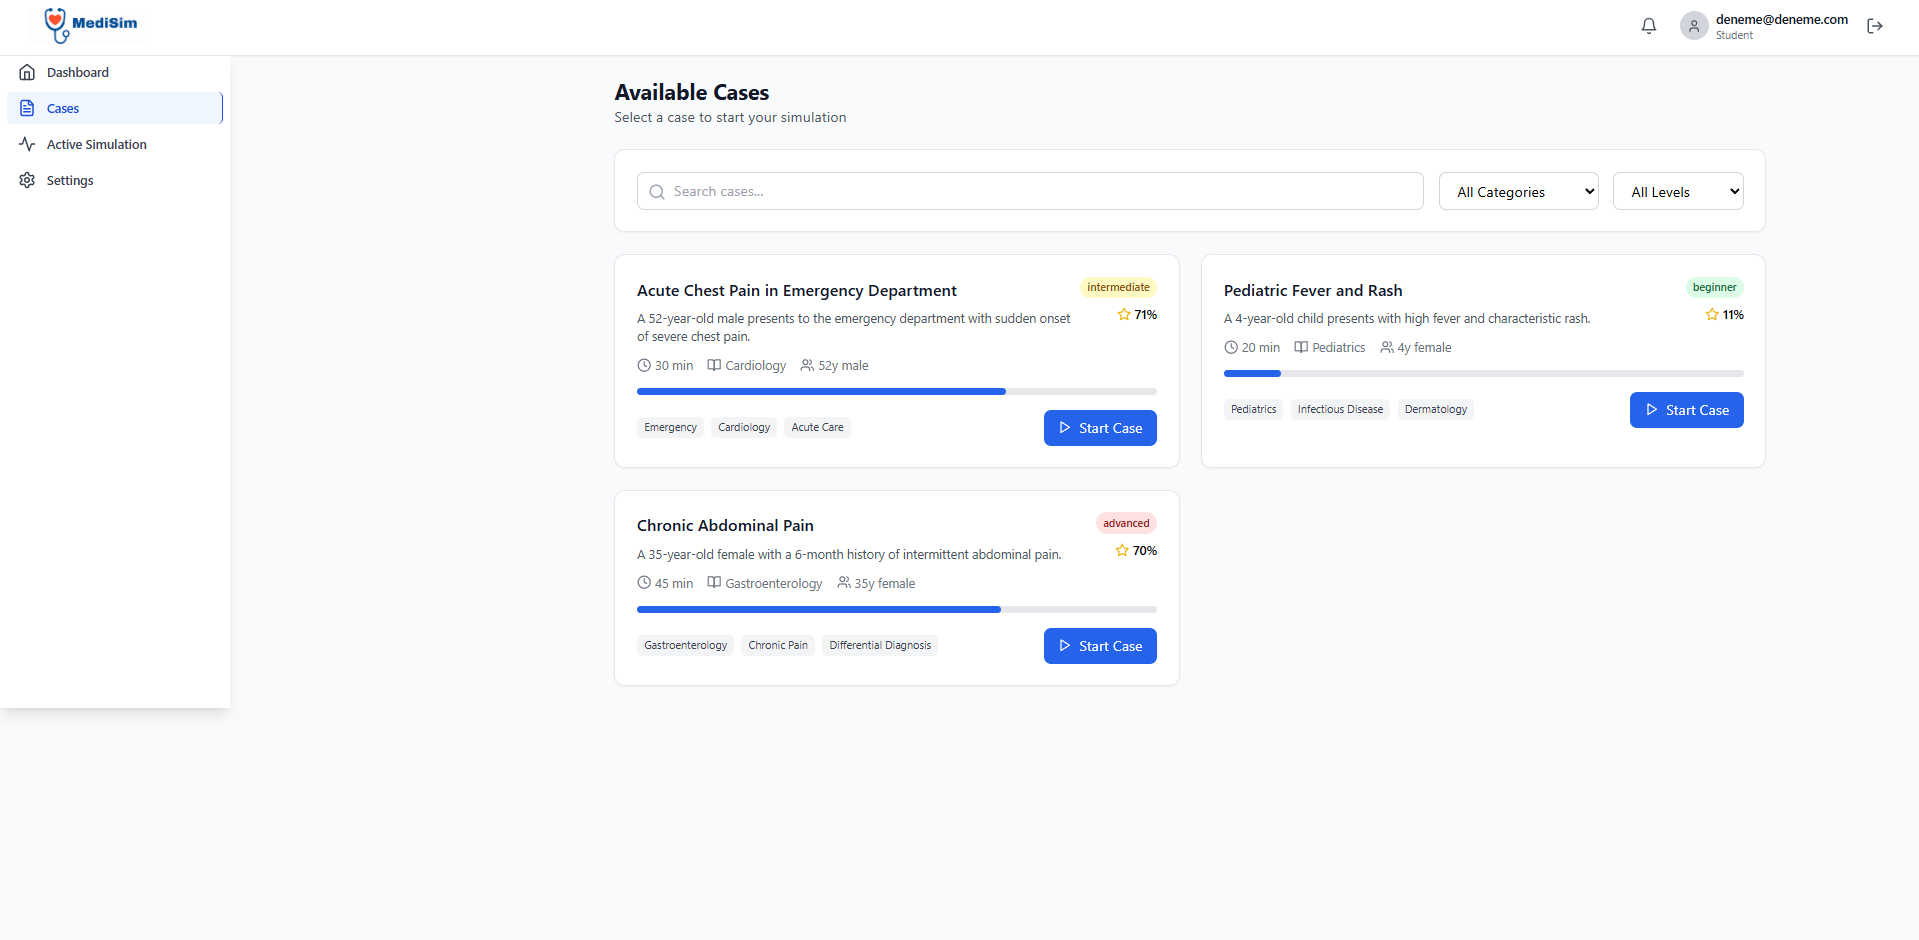 MediSim
deneme@deneme.com
Student
Dashboard
Cases
Active Simulation
Settings
Available Cases
Select a case to start your simulation
Search cases...
All Categories
All Levels
Acute Chest Pain in Emergency Department
intermediate
A 52-year-old male presents to the emergency department with sudden onset
of severe chest pain.
71%
30 min Cardiology 52y male
Emergency Cardiology Acute Care
Start Case
Pediatric Fever and Rash
beginner
A 4-year-old child presents with high fever and characteristic rash.
11%
20 min Pediatrics 4y female
Pediatrics Infectious Disease Dermatology
Start Case
Chronic Abdominal Pain
advanced
A 35-year-old female with a 6-month history of intermittent abdominal pain.
70%
45 min Gastroenterology 35y female
Gastroenterology Chronic Pain Differential Diagnosis
Start Case